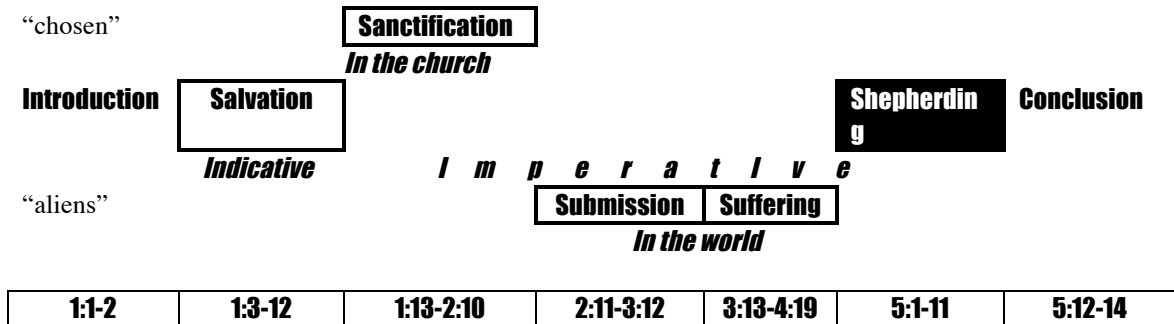 “chosen” Sanctification
In the church
Introduction Salvation Shepherdin
g Conclusion
Indicative I m p e r a t I v e
“aliens” Submission Suffering
In the world
1:1-2 1:3-12 1:13-2:10 2:11-3:12 3:13-4:19 5:1-11 5:12-14